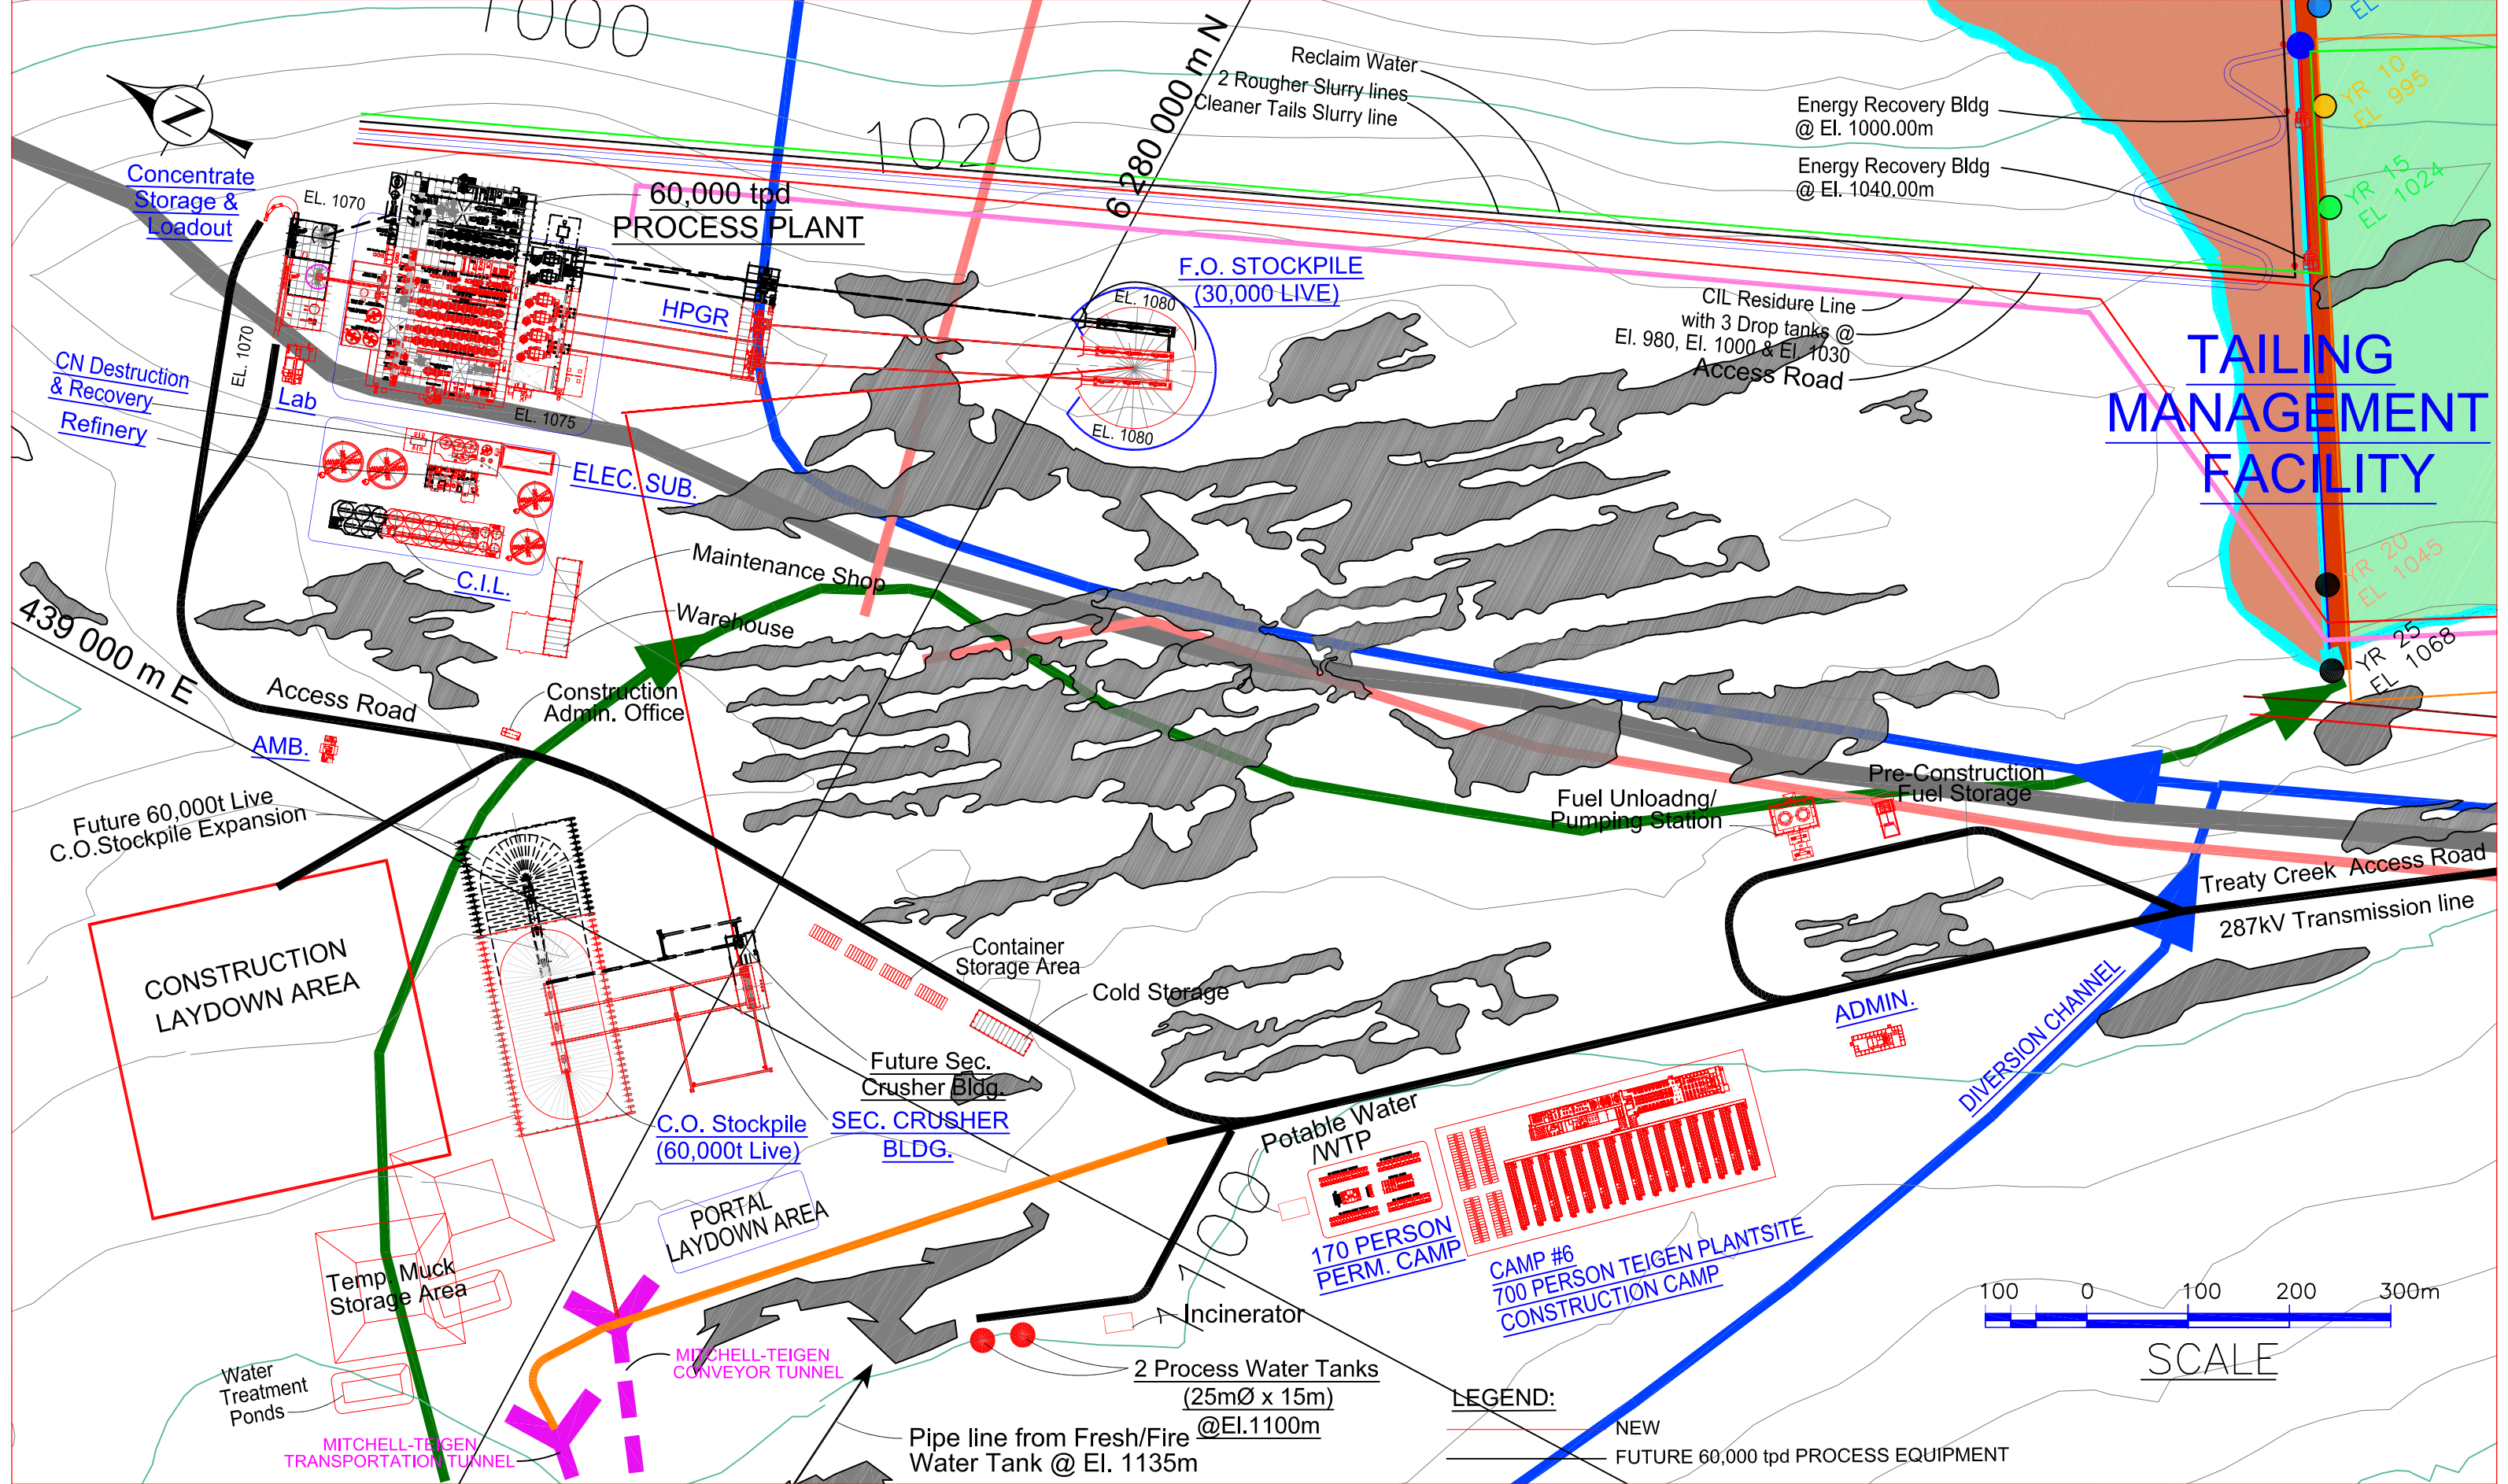 1000
1020
6 280 000 m N
Reclaim Water
2 Rougher Slurry lines
Cleaner Tails Slurry line
Energy Recovery Bldg
@ El. 1000.00m
Energy Recovery Bldg
@ El. 1040.00m
EL
YR 10
EL 995
YR 15
EL 1024
N
Concentrate
Storage &
Loadout
EL. 1070
60,000 tpd
PROCESS PLANT
F.O. STOCKPILE
(30,000 LIVE)
EL. 1080
EL. 1080
HPGR
CIL Residure Line
with 3 Drop tanks @
El. 980, El. 1000 & El. 1030
Access Road
TAILING
MANAGEMENT
FACILITY
EL. 1070
CN Destruction
& Recovery
Refinery
Lab
EL. 1075
ELEC. SUB.
C.I.L.
Maintenance Shop
Warehouse
YR 20
EL 1045
YR 25
EL 1068
439 000 m E
Access Road
Construction
Admin. Office
AMB.
Future 60,000t Live
C.O.Stockpile Expansion
Pre-Construction
Fuel Storage
Fuel Unloadng/
Pumping Station
Treaty Creek Access Road
287kV Transmission line
CONSTRUCTION
LAYDOWN AREA
Container
Storage Area
Cold Storage
ADMIN.
DIVERSION CHANNEL
Future Sec.
Crusher Bldg.
SEC. CRUSHER
BLDG.
C.O. Stockpile
(60,000t Live)
Potable Water
/WTP
170 PERSON
PERM. CAMP
CAMP #6
700 PERSON TEIGEN PLANTSITE
CONSTRUCTION CAMP
PORTAL
LAYDOWN AREA
Temp. Muck
Storage Area
1100
Incinerator
Water
Treatment
Ponds
MITCHELL-TEIGEN
CONVEYOR TUNNEL
MITCHELL-TEIGEN
TRANSPORTATION TUNNEL
2 Process Water Tanks
(25mØ x 15m)
@El.1100m
Pipe line from Fresh/Fire
Water Tank @ El. 1135m
100 0 100 200 300m
SCALE
LEGEND:
NEW
FUTURE 60,000 tpd PROCESS EQUIPMENT